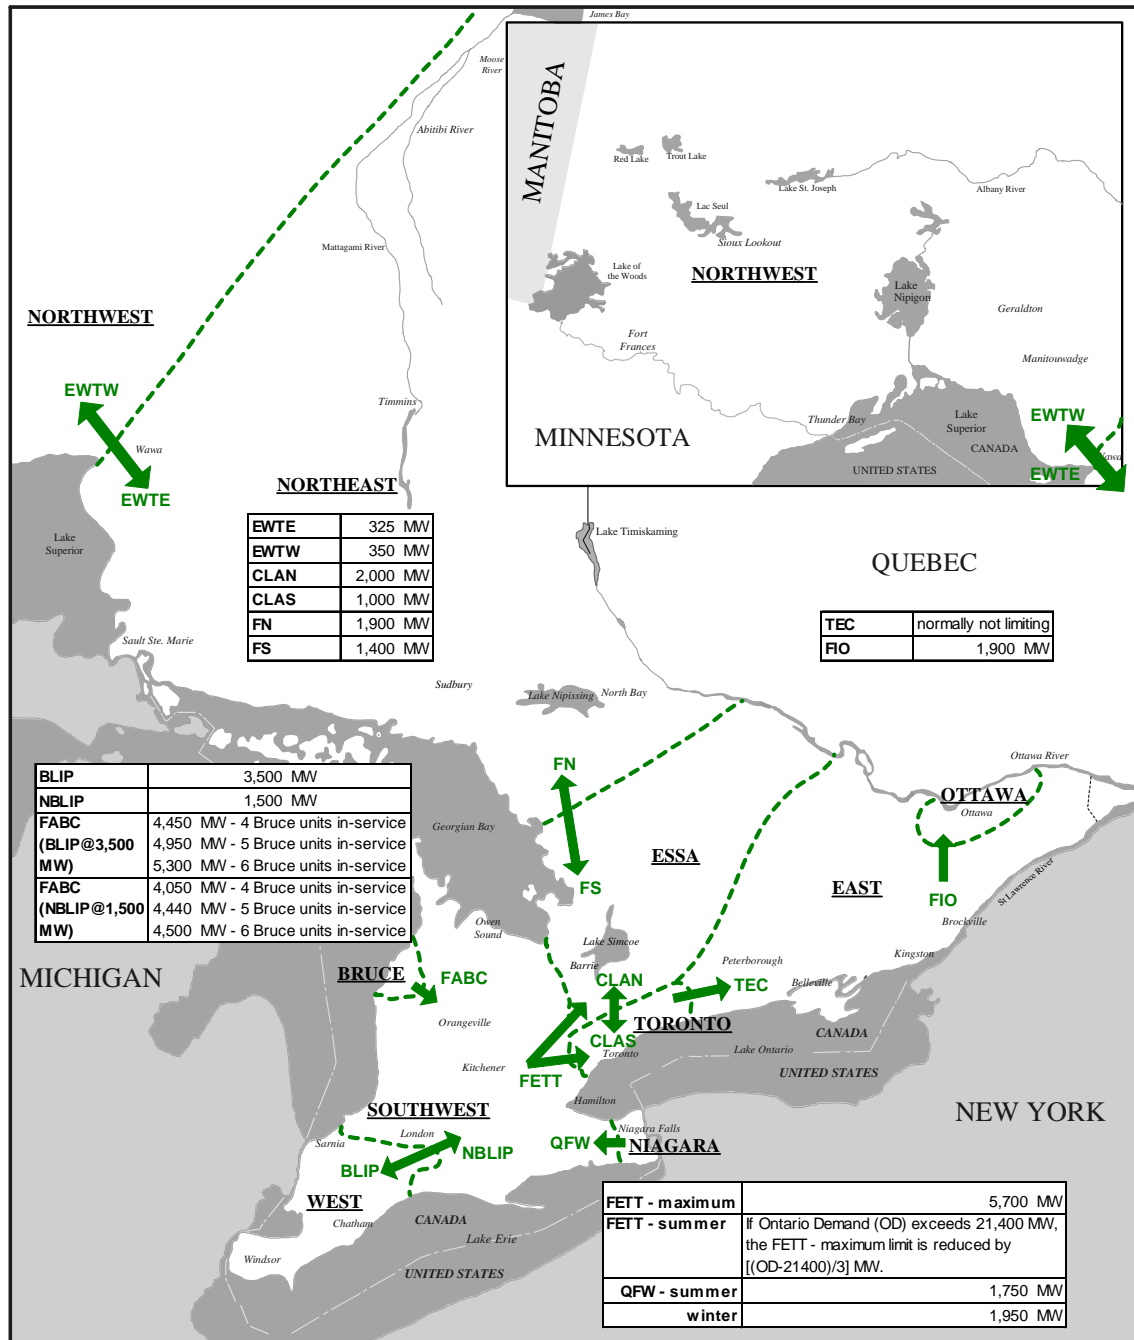 James Bay
Moose
River
Abitibi River
Mattagami River
MANITOBA
Red Lake
Trout Lake
Lake St. Joseph
Albany River
Lac Seul
Sioux Lookout
Lake of
the Woods
NORTHWEST
Lake
Nipigon
Geraldton
Fort
Frances
Manitouwadge
Thunder Bay
Lake
Superior
MINNESOTA
CANADA
UNITED STATES
EWTW
Wawa
EWTE
NORTHWEST
EWTW
Timmins
Wawa
EWTE
NORTHEAST
Lake
Superior
EWTE 325 MW
EWTW 350 MW
CLAN 2,000 MW
CLAS 1,000 MW
FN 1,900 MW
FS 1,400 MW
Lake Timiskaming
QUEBEC
TEC normally not limiting
FIO 1,900 MW
Sault Ste. Marie
Sudbury
Lake Nipissing
North Bay
BLIP 3,500 MW
NBLIP 1,500 MW
FABC 4,450 MW - 4 Bruce units in-service
(BLIP@3,500 4,950 MW - 5 Bruce units in-service
MW) 5,300 MW - 6 Bruce units in-service
FABC 4,050 MW - 4 Bruce units in-service
(NBLIP@1,500 4,440 MW - 5 Bruce units in-service
MW) 4,500 MW - 6 Bruce units in-service
FN
Ottawa River
OTTAWA
Ottawa
Georgian Bay
ESSA
FS
EAST
FIO
St Lawrence River
Brockville
Owen
Sound
Lake Simcoe
Kingston
MICHIGAN
BRUCE
FABC
Barrie
CLAN
Peterborough
TEC
Belleville
Orangeville
TORONTO
CLAS
CANADA
Toronto
Lake Ontario
Kitchener
FETT
UNITED STATES
Hamilton
SOUTHWEST
NEW YORK
London
Sarnia
NBLIP
BLIP
Niagara Falls
QFW
NIAGARA
WEST
Chatham
CANADA
Lake Erie
Windsor
UNITED STATES
FETT - maximum 5,700 MW
FETT - summer If Ontario Demand (OD) exceeds 21,400 MW,
the FETT - maximum limit is reduced by
[(OD-21400)/3] MW.
QFW - summer 1,750 MW
winter 1,950 MW